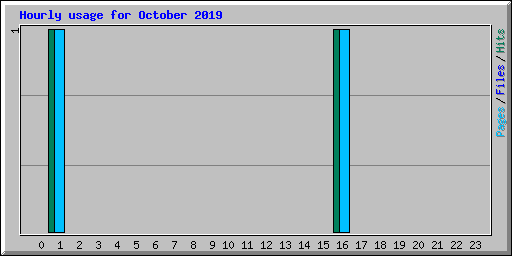 Hourly usage for October 2019
1
Pages/Files/Hits
0 1 2 3 4 5 6 7 8 9 10 11 12 13 14 15 16 17 18 19 20 21 22 23